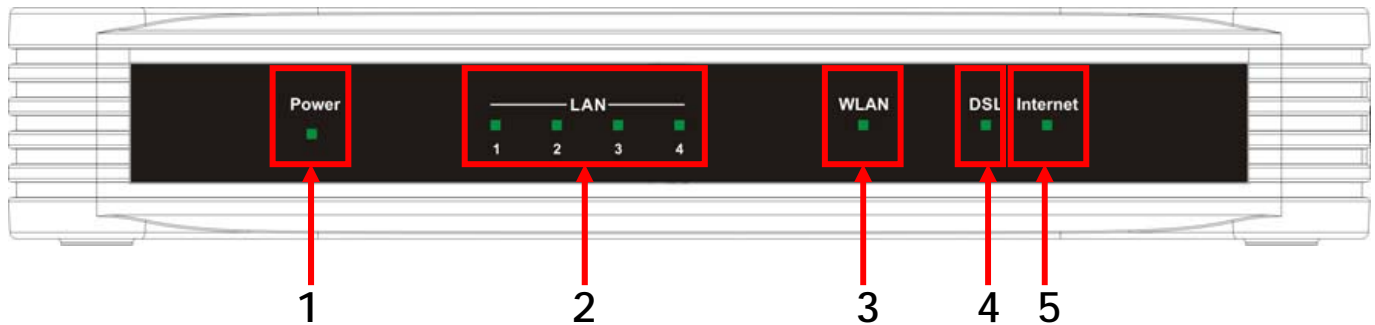 Power
LAN
WLAN
DSL
Internet
1 2 3 4
1 2 3 4 5